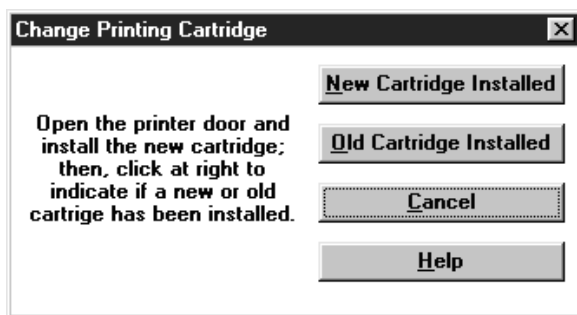 Change Printing Cartridge
New Cartridge Installed
Open the printer door and
install the new cartridge;
then, click at right to
indicate if a new or old
cartrige has been installed.
Old Cartridge Installed
Cancel
Help